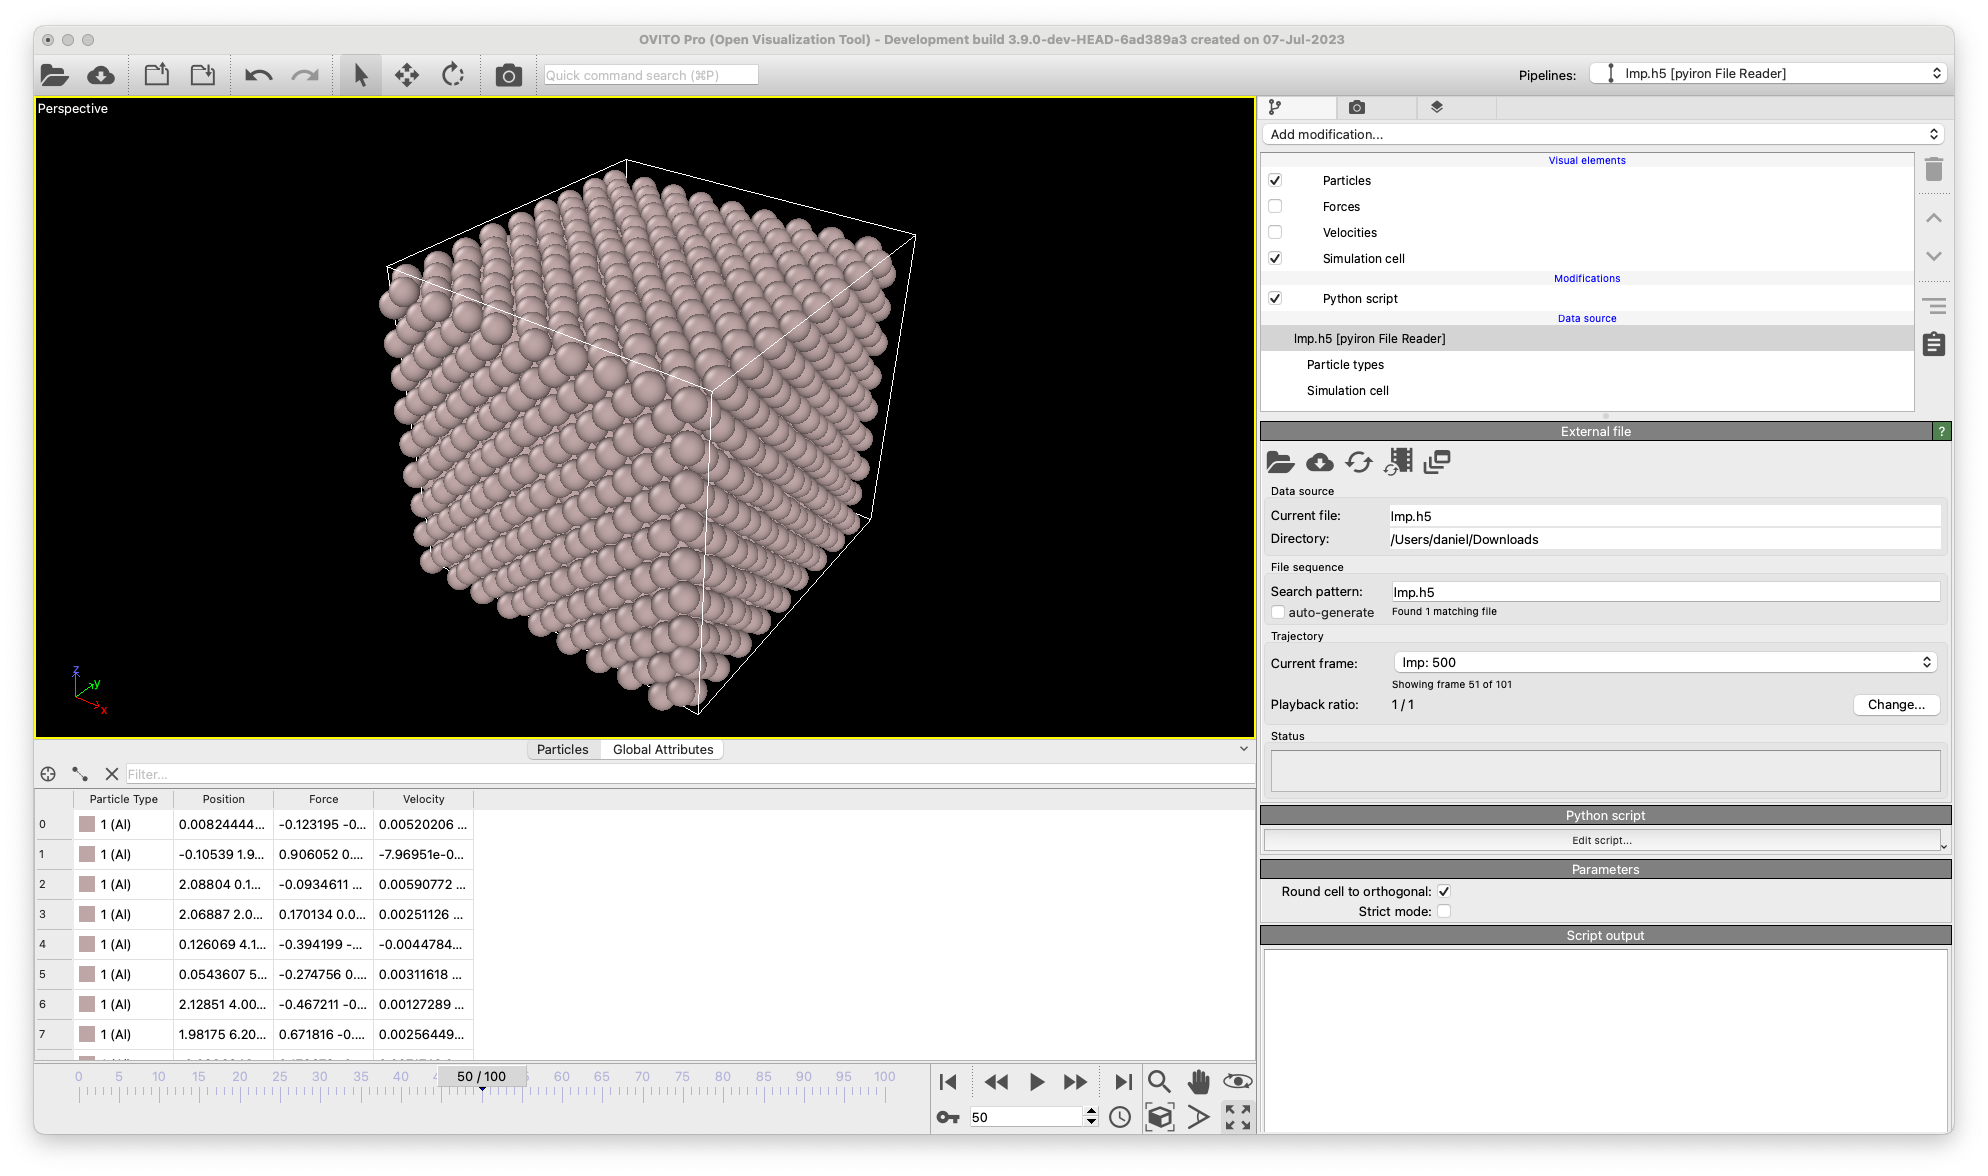 OVITO Pro (Open Visualization Tool) - Development build 3.9.0-dev-HEAD-6ad389a3 created on 07-Jul-2023
Quick command search (⌘P)
Pipelines:
lmp.h5 [pyiron File Reader]
Perspective
z
y
x
Add modification...
Visual elements
Particles
Forces
Velocities
Simulation cell
Modifications
Python script
Data source
lmp.h5 [pyiron File Reader]
Particle types
Simulation cell
External file
?
Data source
Current file: lmp.h5
Directory: /Users/daniel/Downloads
File sequence
Search pattern: lmp.h5
auto-generate Found 1 matching file
Trajectory
Current frame: lmp: 500
Showing frame 51 of 101
Playback ratio: 1 / 1 Change...
Status
Python script
Edit script...
Parameters
Round cell to orthogonal:
Strict mode:
Script output
Particles Global Attributes
Filter...
Particle Type Position Force Velocity
0 1 (Al) 0.00824444... -0.123195 -0... 0.00520206 ...
1 1 (Al) -0.10539 1.9... 0.906052 0.... -7.96951e-0...
2 1 (Al) 2.08804 0.1... -0.0934611 ... 0.00590772 ...
3 1 (Al) 2.06887 2.0... 0.170134 0.0... 0.00251126 ...
4 1 (Al) 0.126069 4.1... -0.394199 -... -0.0044784...
5 1 (Al) 0.0543607 5... -0.274756 0.... 0.00311618 ...
6 1 (Al) 2.12851 4.00... -0.467211 -0... 0.00127289 ...
7 1 (Al) 1.98175 6.20... 0.671816 -0.... 0.00256449...
0 5 10 15 20 25 30 35 40 50 / 100 60 65 70 75 80 85 90 95 100
50